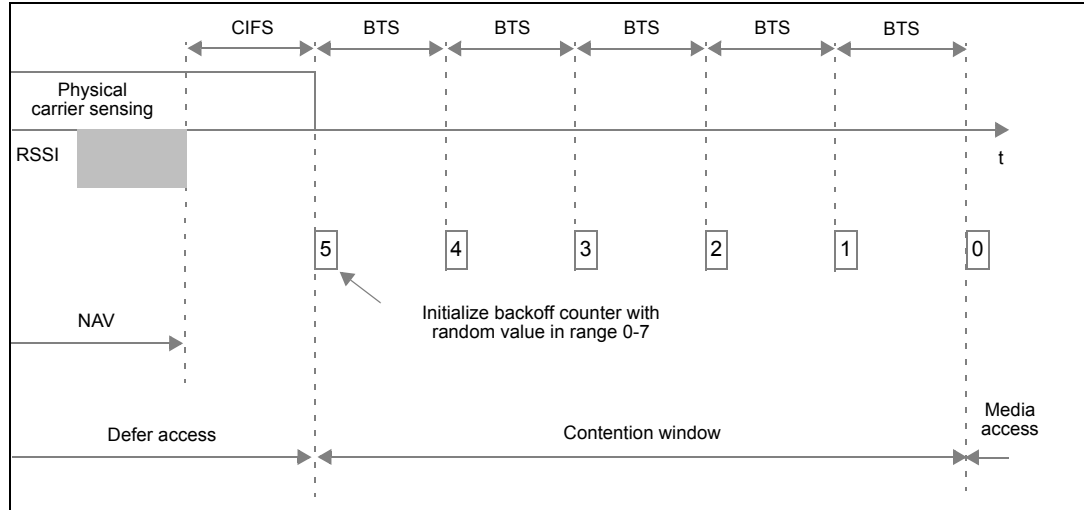 CIFS
BTS
BTS
BTS
BTS
BTS
Physical
carrier sensing
RSSI
t
5
4
3
2
1
0
Initialize backoff counter with
random value in range 0-7
NAV
Defer access
Contention window
Media
access